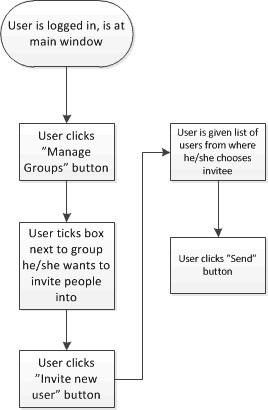 User is logged in, is at
main window
User clicks
"Manage
Groups" button
User ticks box
next to group
he/she wants to
invite people
into
User clicks
"Invite new
user" button
User is given list of
users from where
he/she chooses
invitee
User clicks "Send"
button